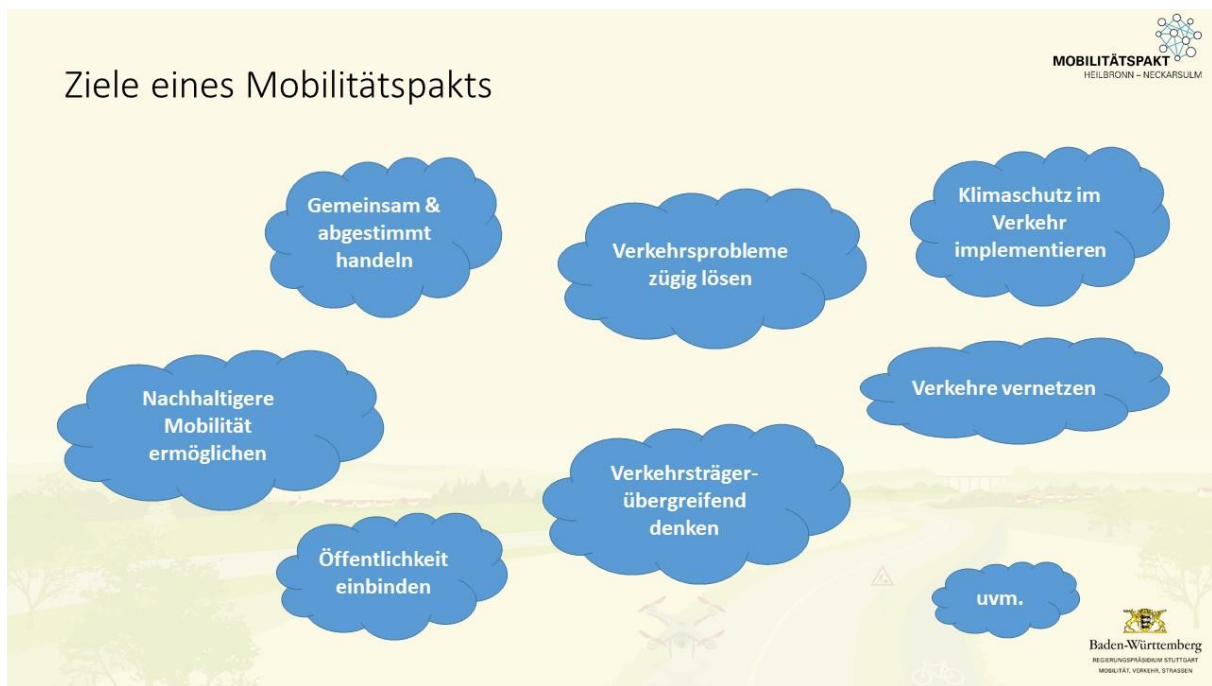 Ziele eines Mobilitätspakts
MOBILITÄTSPAKT
HEILBRONN – NECKARSULM
Gemeinsam &
abgestimmt
handeln
Verkehrsprobleme
zügig lösen
Klimaschutz im
Verkehr
implementieren
Nachhaltigere
Mobilität
ermöglichen
Verkehre vernetzen
Verkehrsträger-
übergreifend
denken
Öffentlichkeit
einbinden
uvm.
Baden-Württemberg
REGIERUNGSPRÄSIDIUM STUTTGART
MOBILITÄT, VERKEHR, STRASSEN